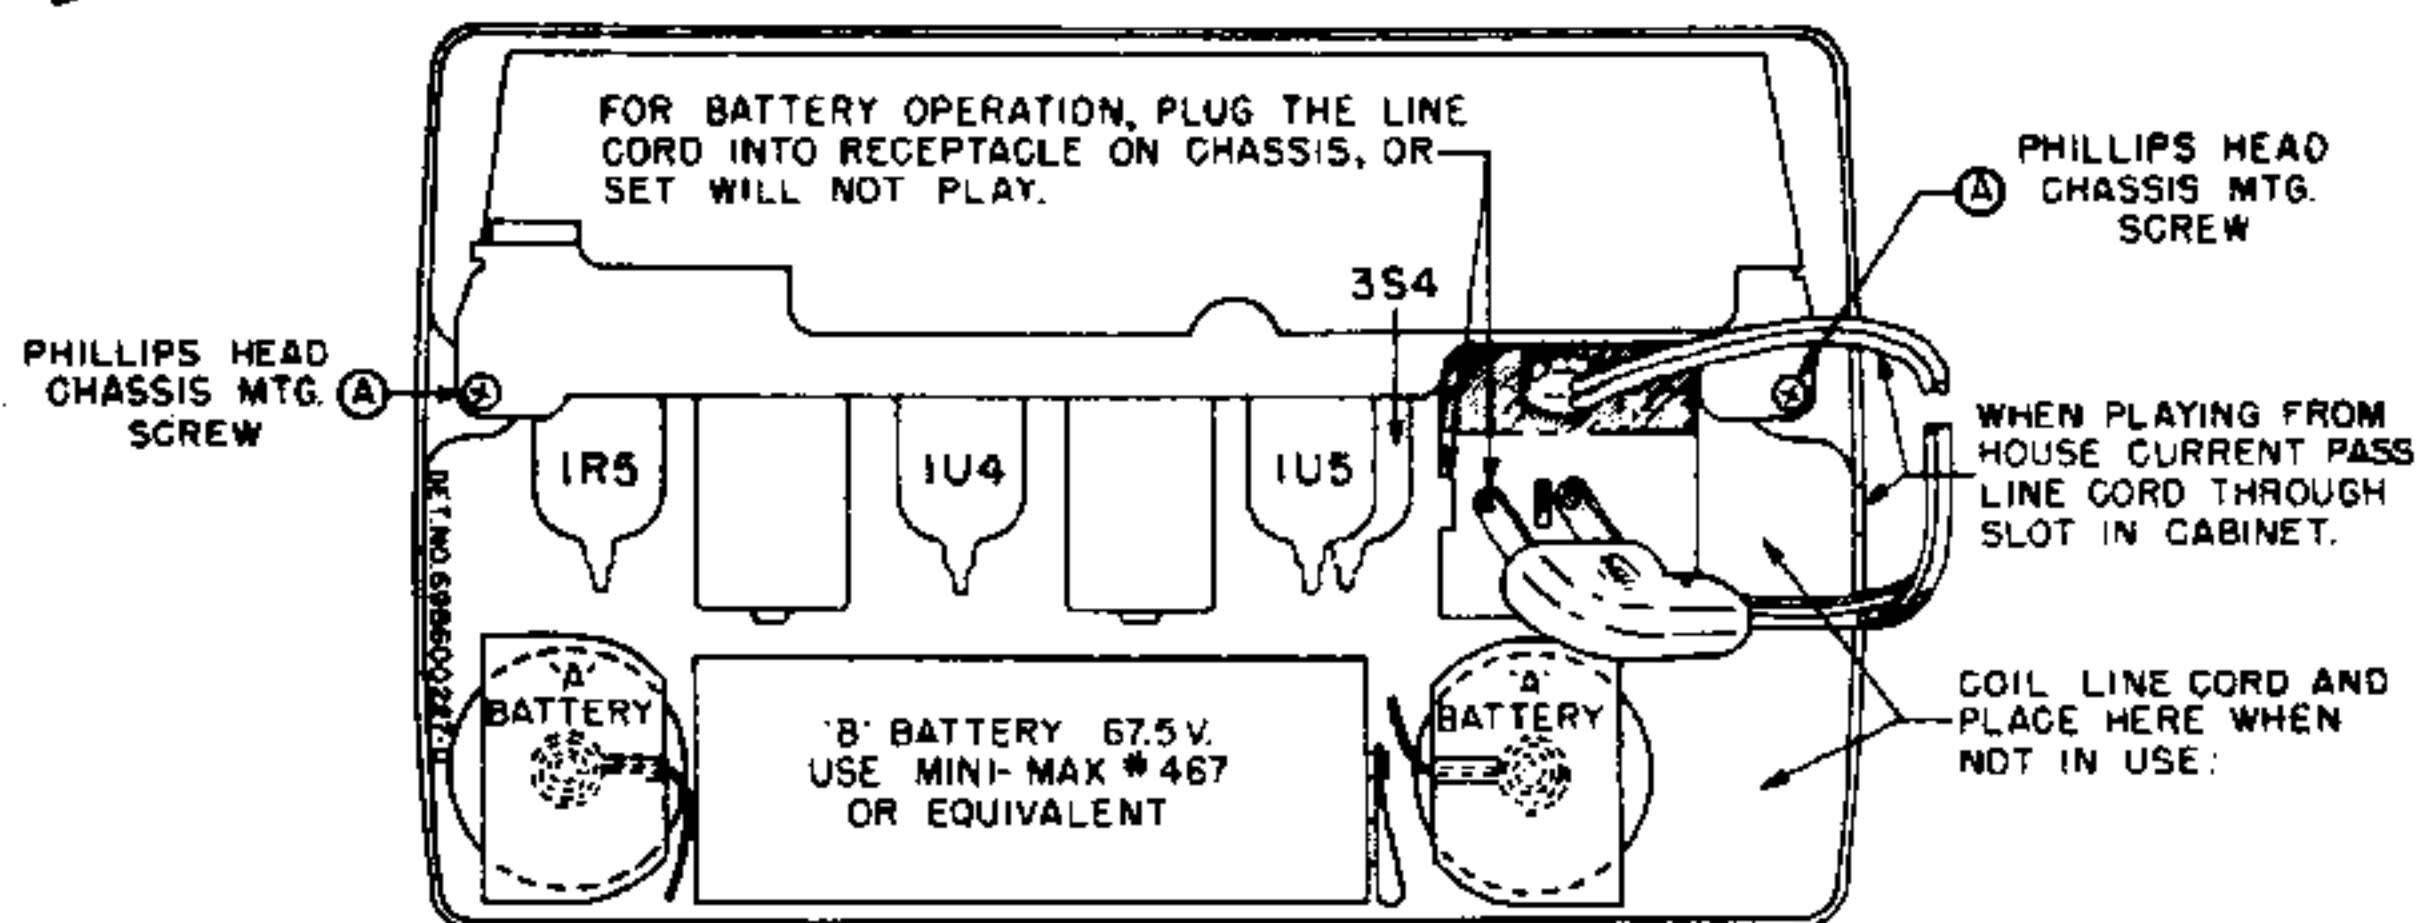 FOR BATTERY OPERATION, PLUG THE LINE
CORD INTO RECEPTACLE ON CHASSIS, OR
SET WILL NOT PLAY.
PHILLIPS HEAD
A CHASSIS MTG.
SCREW
3S4
PHILLIPS HEAD
CHASSIS MTG. A
SCREW
WHEN PLAYING FROM
HOUSE CURRENT PASS
LINE CORD THROUGH
SLOT IN CABINET.
1R5
1U4
1U5
DET. NO.
"A"
BATTERY
'B' BATTERY 67.5 V.
USE MINI-MAX #467
OR EQUIVALENT
"A"
BATTERY
COIL LINE CORD AND
PLACE HERE WHEN
NOT IN USE.